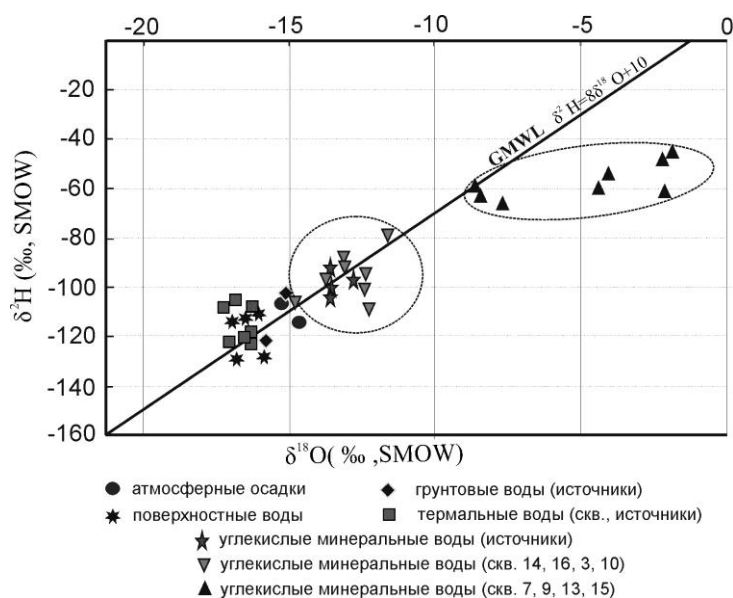 -20 -15 -10 -5 0
-20
-40
-60
-80
-100
-120
-140
-160
δ²H (‰, SMOW)
GMWL δ²H=8δ¹⁸O+10
δ¹⁸O( ‰ ,SMOW)
атмосферные осадки
грунтовые воды (источники)
поверхностные воды
термальные воды (скв., источники)
углекислые минеральные воды (источники)
углекислые минеральные воды (скв. 14, 16, 3, 10)
углекислые минеральные воды (скв. 7, 9, 13, 15)